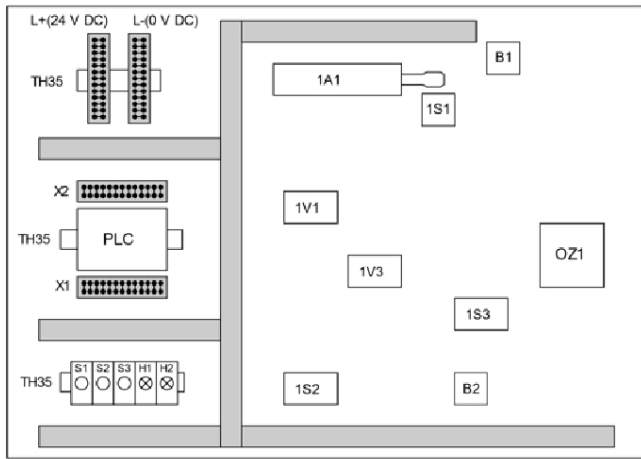 L+(24 V DC) L-(0 V DC)
TH35
X2
TH35 PLC
X1
S1 S2 S3 H1 H2
TH35
B1
1A1
1S1
1V1
1V3
OZ1
1S3
1S2
B2